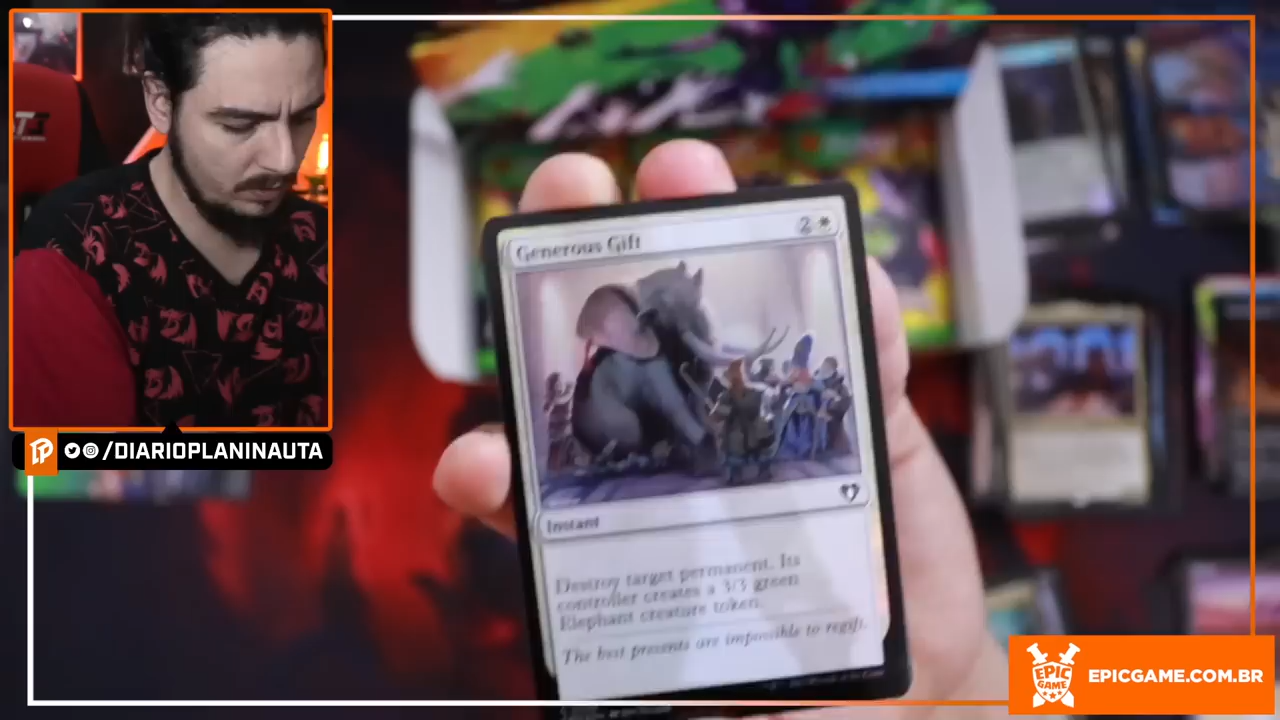 /DIARIOPLANINAUTA
Generous Gift
2
Instant
Destroy target permanent. Its
controller creates a 3/3 green
Elephant creature token.
The best presents are impossible to regift.
EPIC
GAME
EPICGAME.COM.BR